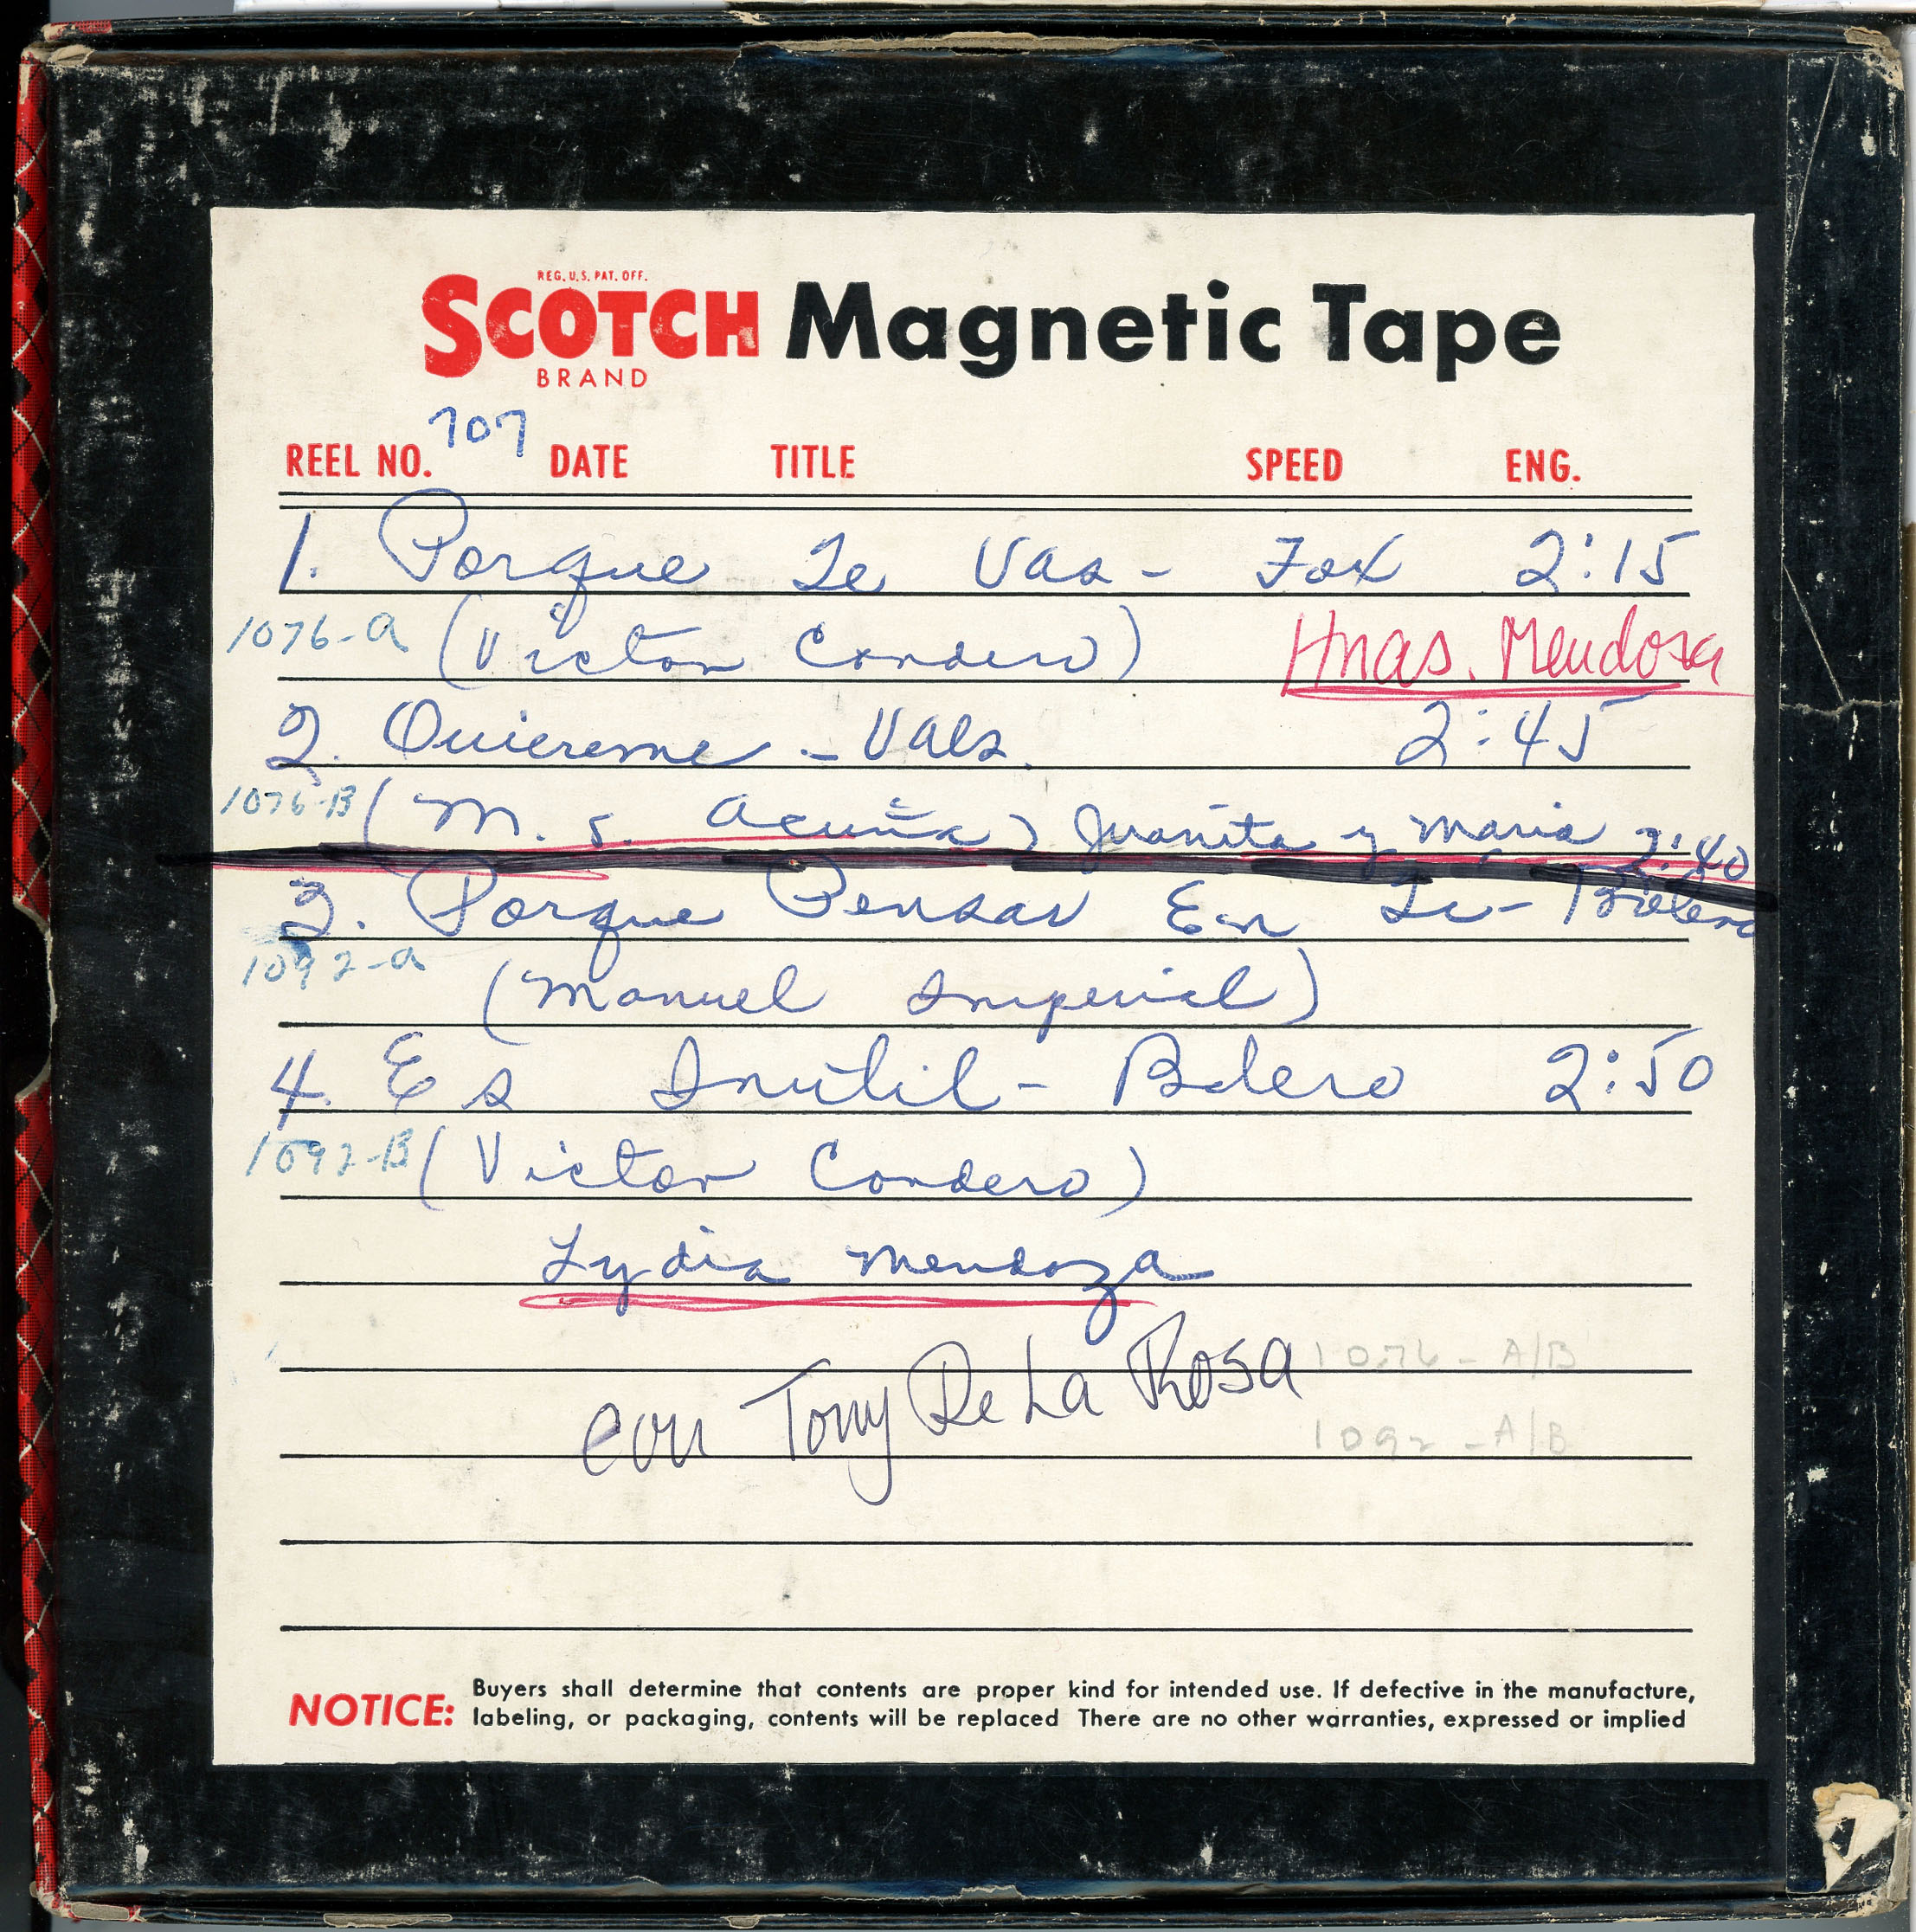 REG. U.S. PAT. OFF.
SCOTCH Magnetic Tape
BRAND
707
REEL NO. DATE TITLE SPEED ENG.
1. Porque Te Vas - Fox 2:15
1076-A (Victor Cordero) Hnas. Mendosa
2. Quiereme - Vals 2:45
1076-B (M. S. Acuña) Juanita y Maria 2:40
3. Porque Pensar En Ti - Bolero
1092-A (Manuel Imperial)
4. Es Inútil - Bolero 2:50
1092-B (Victor Cordero)
Lydia Mendoza
con Tony De La Rosa 1076 - A/B
1092 - A/B
NOTICE: Buyers shall determine that contents are proper kind for intended use. If defective in the manufacture,
labeling, or packaging, contents will be replaced There are no other warranties, expressed or implied